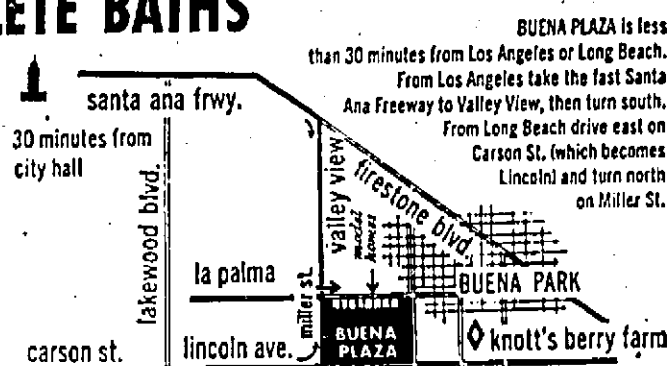 LETE BATHS
BUENA PLAZA is less
than 30 minutes from Los Angeles or Long Beach.
From Los Angeles take the fast Santa
Ana Freeway to Valley View, then turn south.
From Long Beach drive east on
Carson St. (which becomes
Lincoln) and turn north
on Miller St.
santa ana frwy.
30 minutes from
city hall
lakewood blvd.
valley view
firestone blvd.
model
homes
la palma
miller st.
BUENA PARK
BUENA
PLAZA
carson st.
lincoln ave.
knott's berry farm